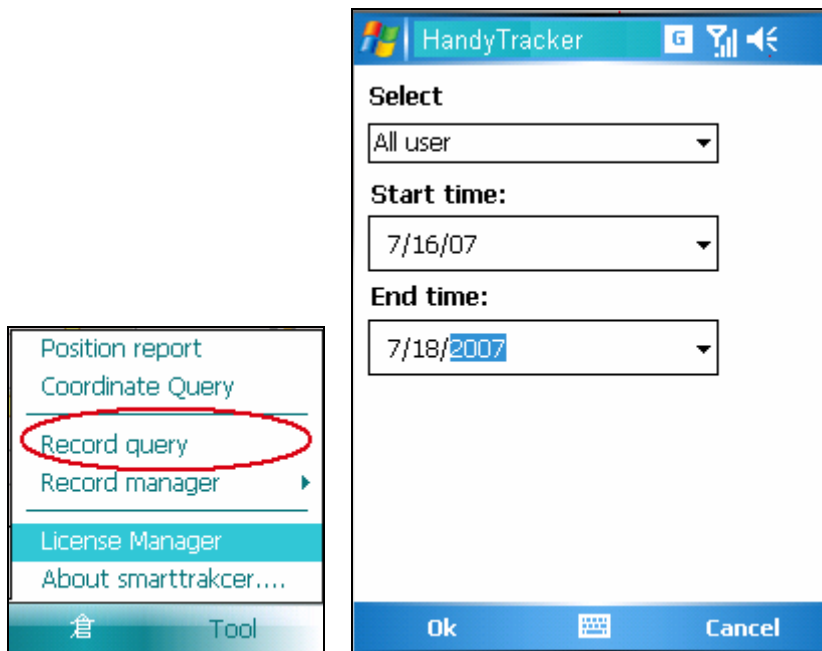 Position report
Coordinate Query
Record query
Record manager
License Manager
About smarttrakcer....
倉 Tool
HandyTracker G
Select
All user
Start time:
7/16/07
End time:
7/18/2007
Ok Cancel